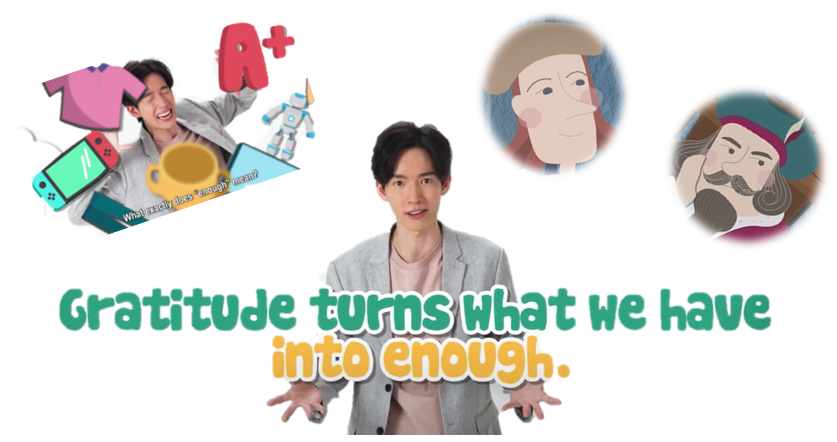 A+
What exactly does "enough" mean?
Gratitude turns what we have
into enough.